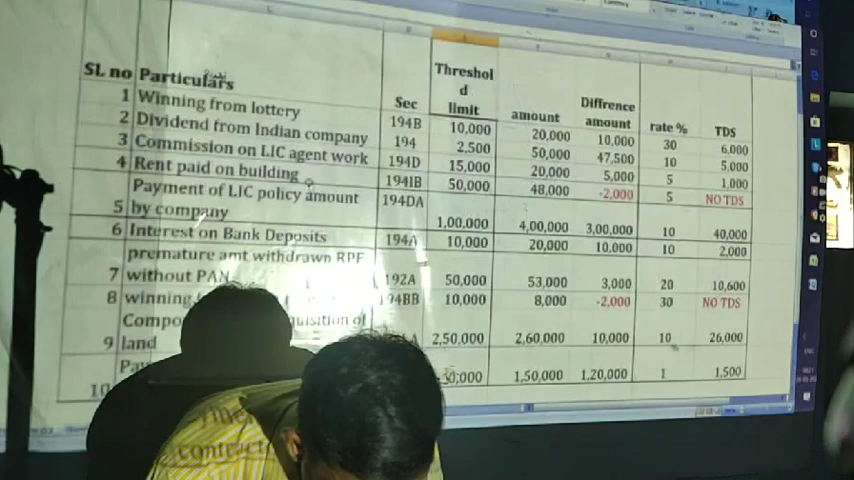 Threshol
d
SL no Particulars Sec limit amount Diffrence amount rate % TDS
1 Winning from lottery 194B 10,000 20,000 10,000 30 6,000
2 Dividend from Indian company 194 2,500 50,000 47,500 10 5,000
3 Commission on LIC agent work 194D 15,000 20,000 5,000 5 1,000
4 Rent paid on building 194IB 50,000 48,000 -2,000 5 NO TDS
Payment of LIC policy amount 194DA
5 by company 1,00,000 4,00,000 3,00,000 10 40,000
6 Interest on Bank Deposits 194A 10,000 20,000 10,000 10 2,000
premature amt withdrawn RPF
7 without PAN 192A 50,000 53,000 3,000 20 10,600
8 winning 194BB 10,000 8,000 -2,000 30 NO TDS
9 land 2,50,000 2,60,000 10,000 10 26,000
10 1,50,000 1,20,000 1 1,500
contract